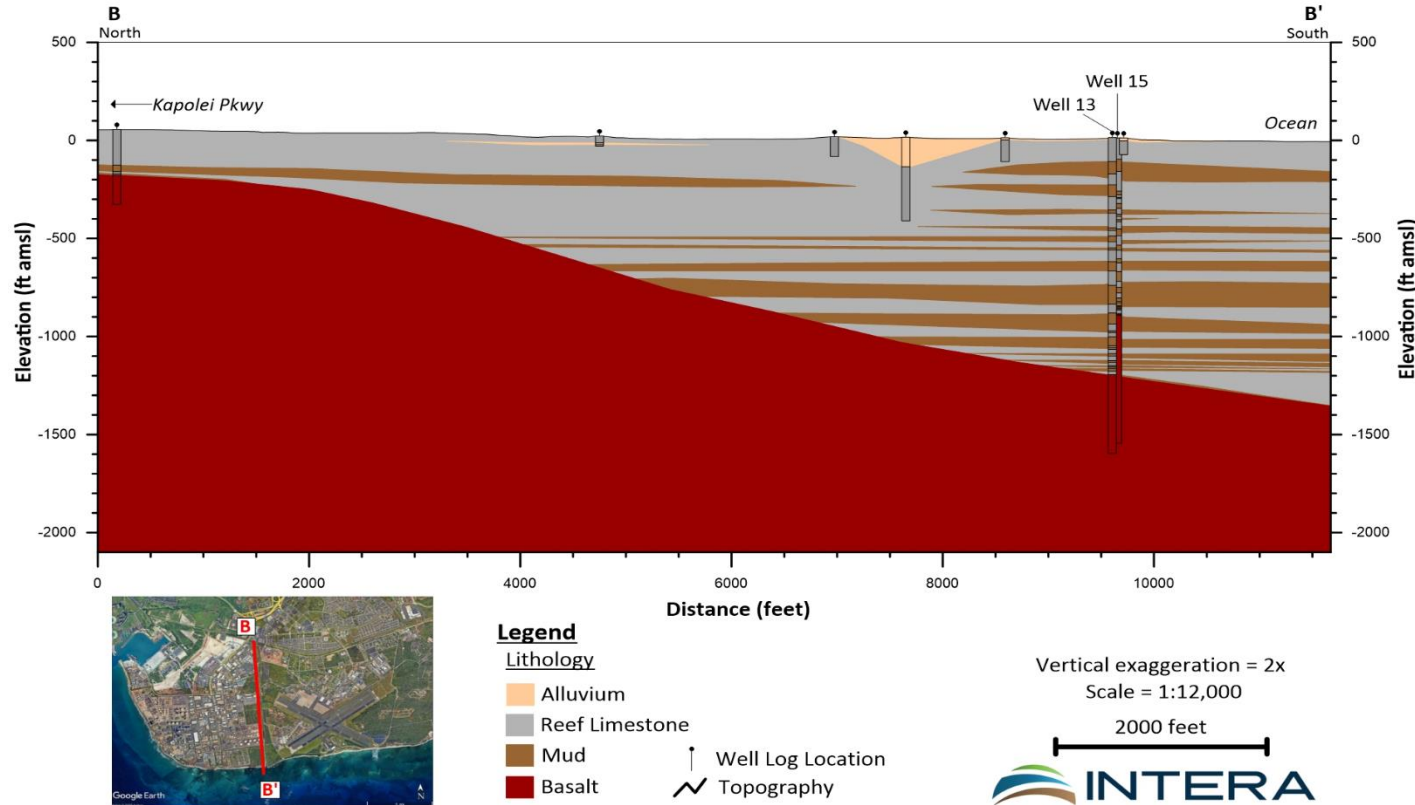 B
North
B'
South
500
500
Well 15
Well 13
Kapolei Pkwy
Ocean
0
0
-500
-500
-1000
-1000
-1500
-1500
-2000
-2000
Elevation (ft amsl)
Elevation (ft amsl)
0
2000
4000
6000
8000
10000
Distance (feet)
B
B'
Google Earth
N
Legend
Lithology
Alluvium
Reef Limestone
Mud
Basalt
Well Log Location
Topography
Vertical exaggeration = 2x
Scale = 1:12,000
2000 feet
INTERA